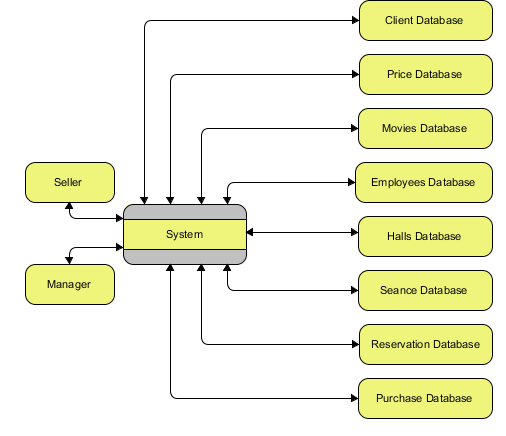 Client Database
Price Database
Movies Database
Seller
Employees Database
System
Halls Database
Manager
Seance Database
Reservation Database
Purchase Database